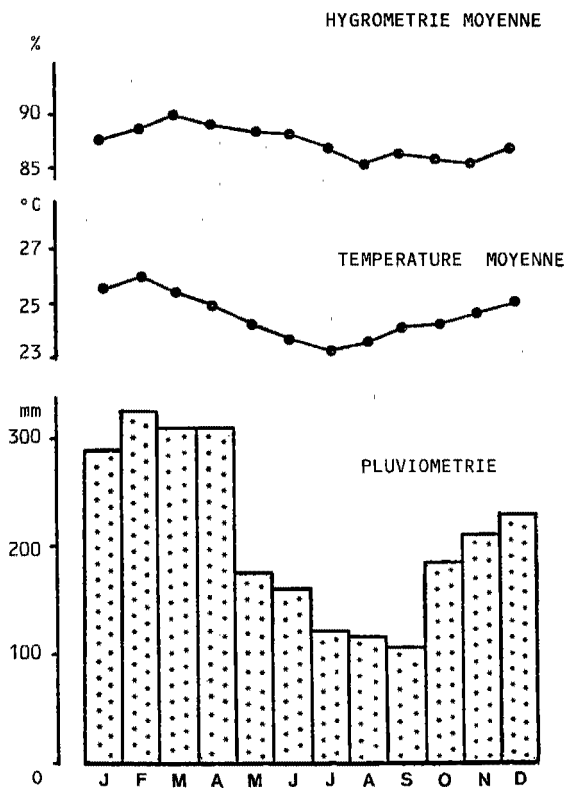 HYGROMETRIE MOYENNE
%
90
85
°C
27
TEMPERATURE MOYENNE
25
23
mm
300
PLUVIOMETRIE
200
100
0
J F M A M J J A S O N D